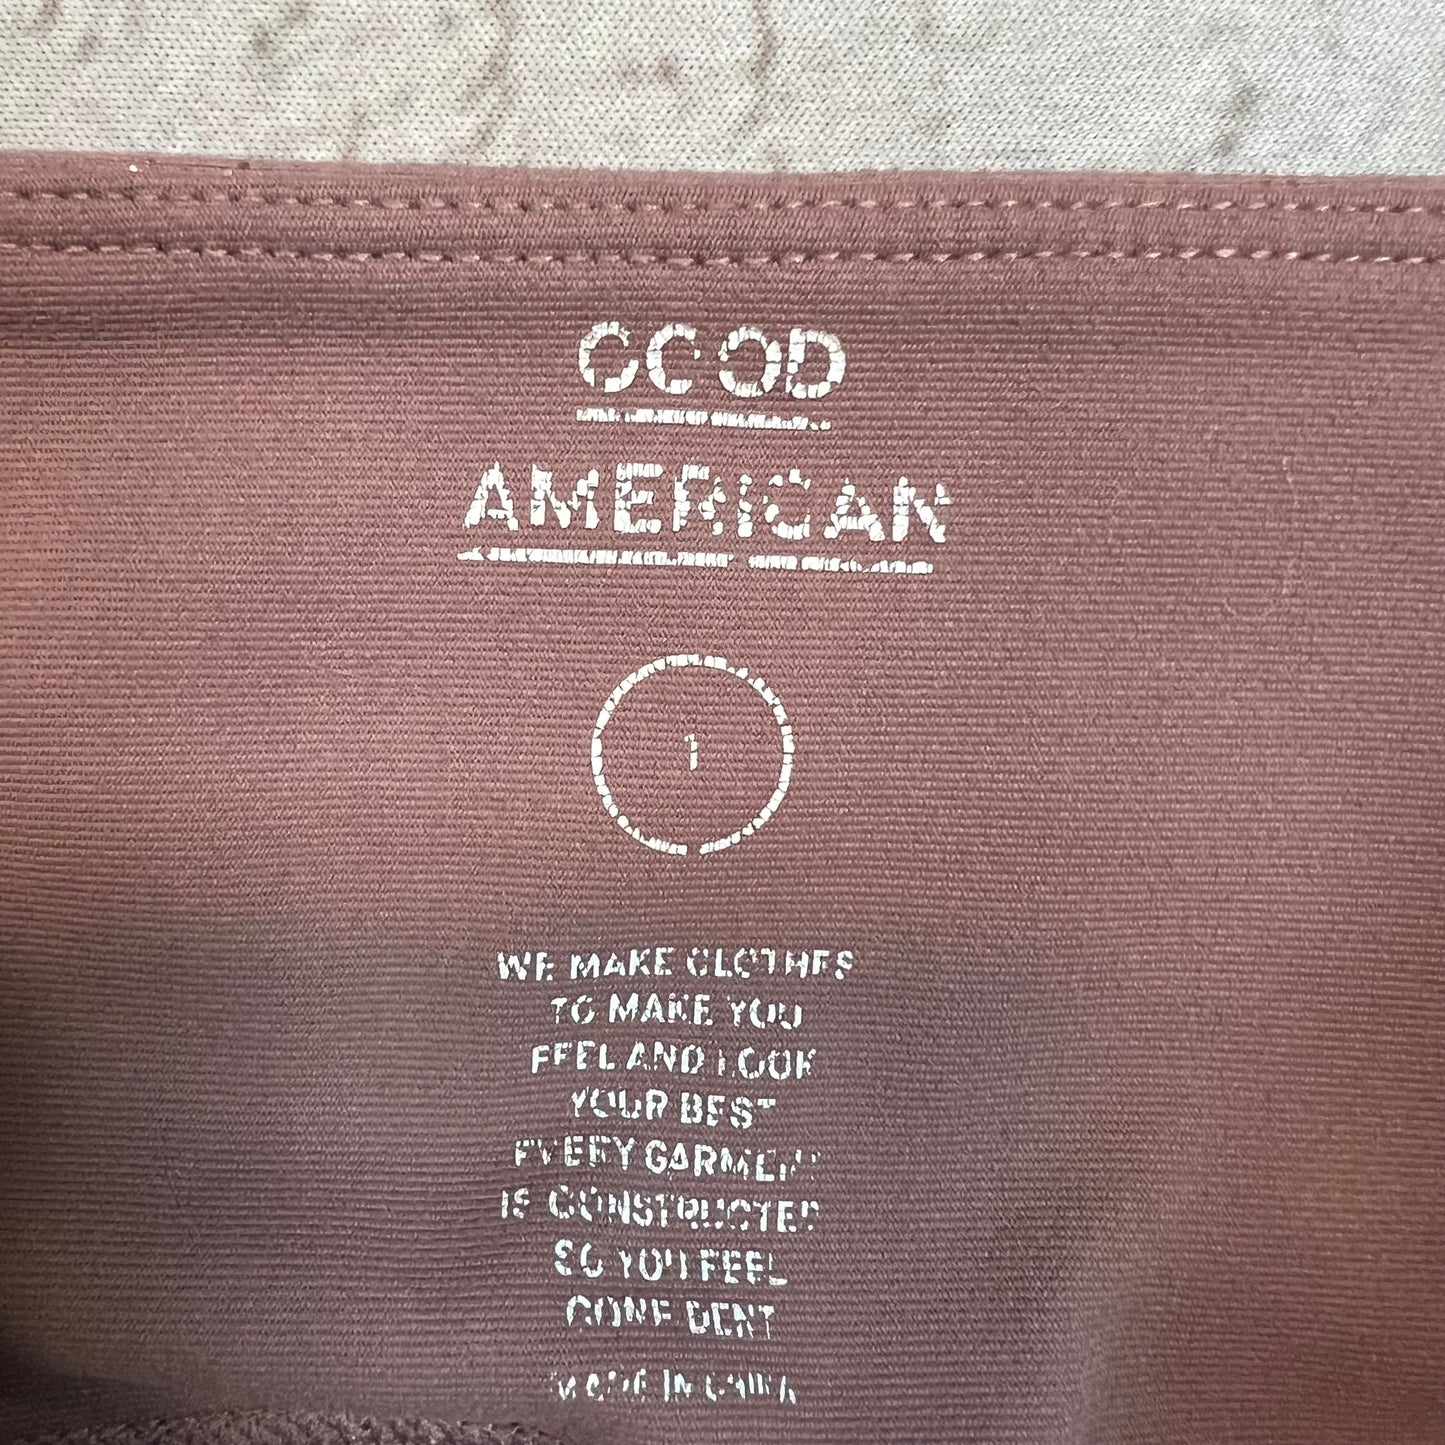 GOOD
AMERICAN
1
WE MAKE CLOTHES
TO MAKE YOU
FEEL AND LOOK
YOUR BEST
EVERY GARMENT
IS CONSTRUCTED
SO YOU FEEL
CONFIDENT
MADE IN CHINA